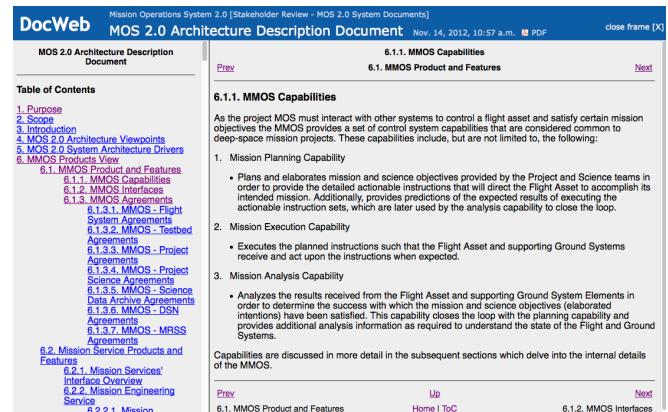 DocWeb
Mission Operations System 2.0 [Stakeholder Review - MOS 2.0 System Documents]
MOS 2.0 Architecture Description Document Nov. 14, 2012, 10:57 a.m. PDF
close frame [X]
MOS 2.0 Architecture Description
Document
Table of Contents
1. Purpose
2. Scope
3. Introduction
4. MOS 2.0 Architecture Viewpoints
5. MOS 2.0 System Architecture Drivers
6. MMOS Products View
6.1. MMOS Product and Features
6.1.1. MMOS Capabilities
6.1.2. MMOS Interfaces
6.1.3. MMOS Agreements
6.1.3.1. MMOS - Flight
System Agreements
6.1.3.2. MMOS - Testbed
Agreements
6.1.3.3. MMOS - Project
Agreements
6.1.3.4. MMOS - Project
Science Agreements
6.1.3.5. MMOS - Science
Data Archive Agreements
6.1.3.6. MMOS - DSN
Agreements
6.1.3.7. MMOS - MRSS
Agreements
6.2. Mission Service Products and
Features
6.2.1. Mission Services'
Interface Overview
6.2.2. Mission Engineering
Service
6.2.2.1. Mission
6.1.1. MMOS Capabilities
Prev 6.1. MMOS Product and Features Next
6.1.1. MMOS Capabilities
As the project MOS must interact with other systems to control a flight asset and satisfy certain mission
objectives the MMOS provides a set of control system capabilities that are considered common to
deep-space mission projects. These capabilities include, but are not limited to, the following:
1. Mission Planning Capability
• Plans and elaborates mission and science objectives provided by the Project and Science teams in
order to provide the detailed actionable instructions that will direct the Flight Asset to accomplish its
intended mission. Additionally, provides predictions of the expected results of executing the
actionable instruction sets, which are later used by the analysis capability to close the loop.
2. Mission Execution Capability
• Executes the planned instructions such that the Flight Asset and supporting Ground Systems
receive and act upon the instructions when expected.
3. Mission Analysis Capability
• Analyzes the results received from the Flight Asset and supporting Ground System Elements in
order to determine the success with which the mission and science objectives (elaborated
intentions) have been satisfied. This capability closes the loop with the planning capability and
provides additional analysis information as required to understand the state of the Flight and Ground
Systems.
Capabilities are discussed in more detail in the subsequent sections which delve into the internal details
of the MMOS.
Prev Up Next
6.1. MMOS Product and Features Home | ToC 6.1.2. MMOS Interfaces